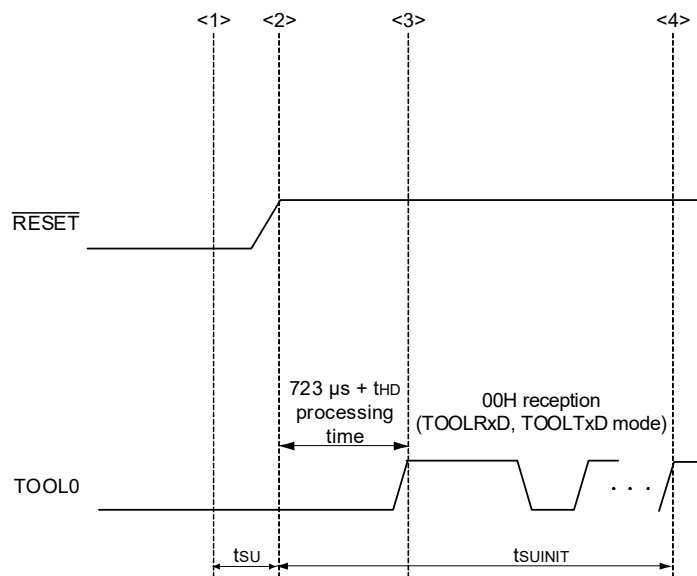 <1> <2> <3> <4>
RESET
723 µs + tHD
processing
time
00H reception
(TOOLRxD, TOOLTxD mode)
TOOL0
. . .
tSU
tSUINIT